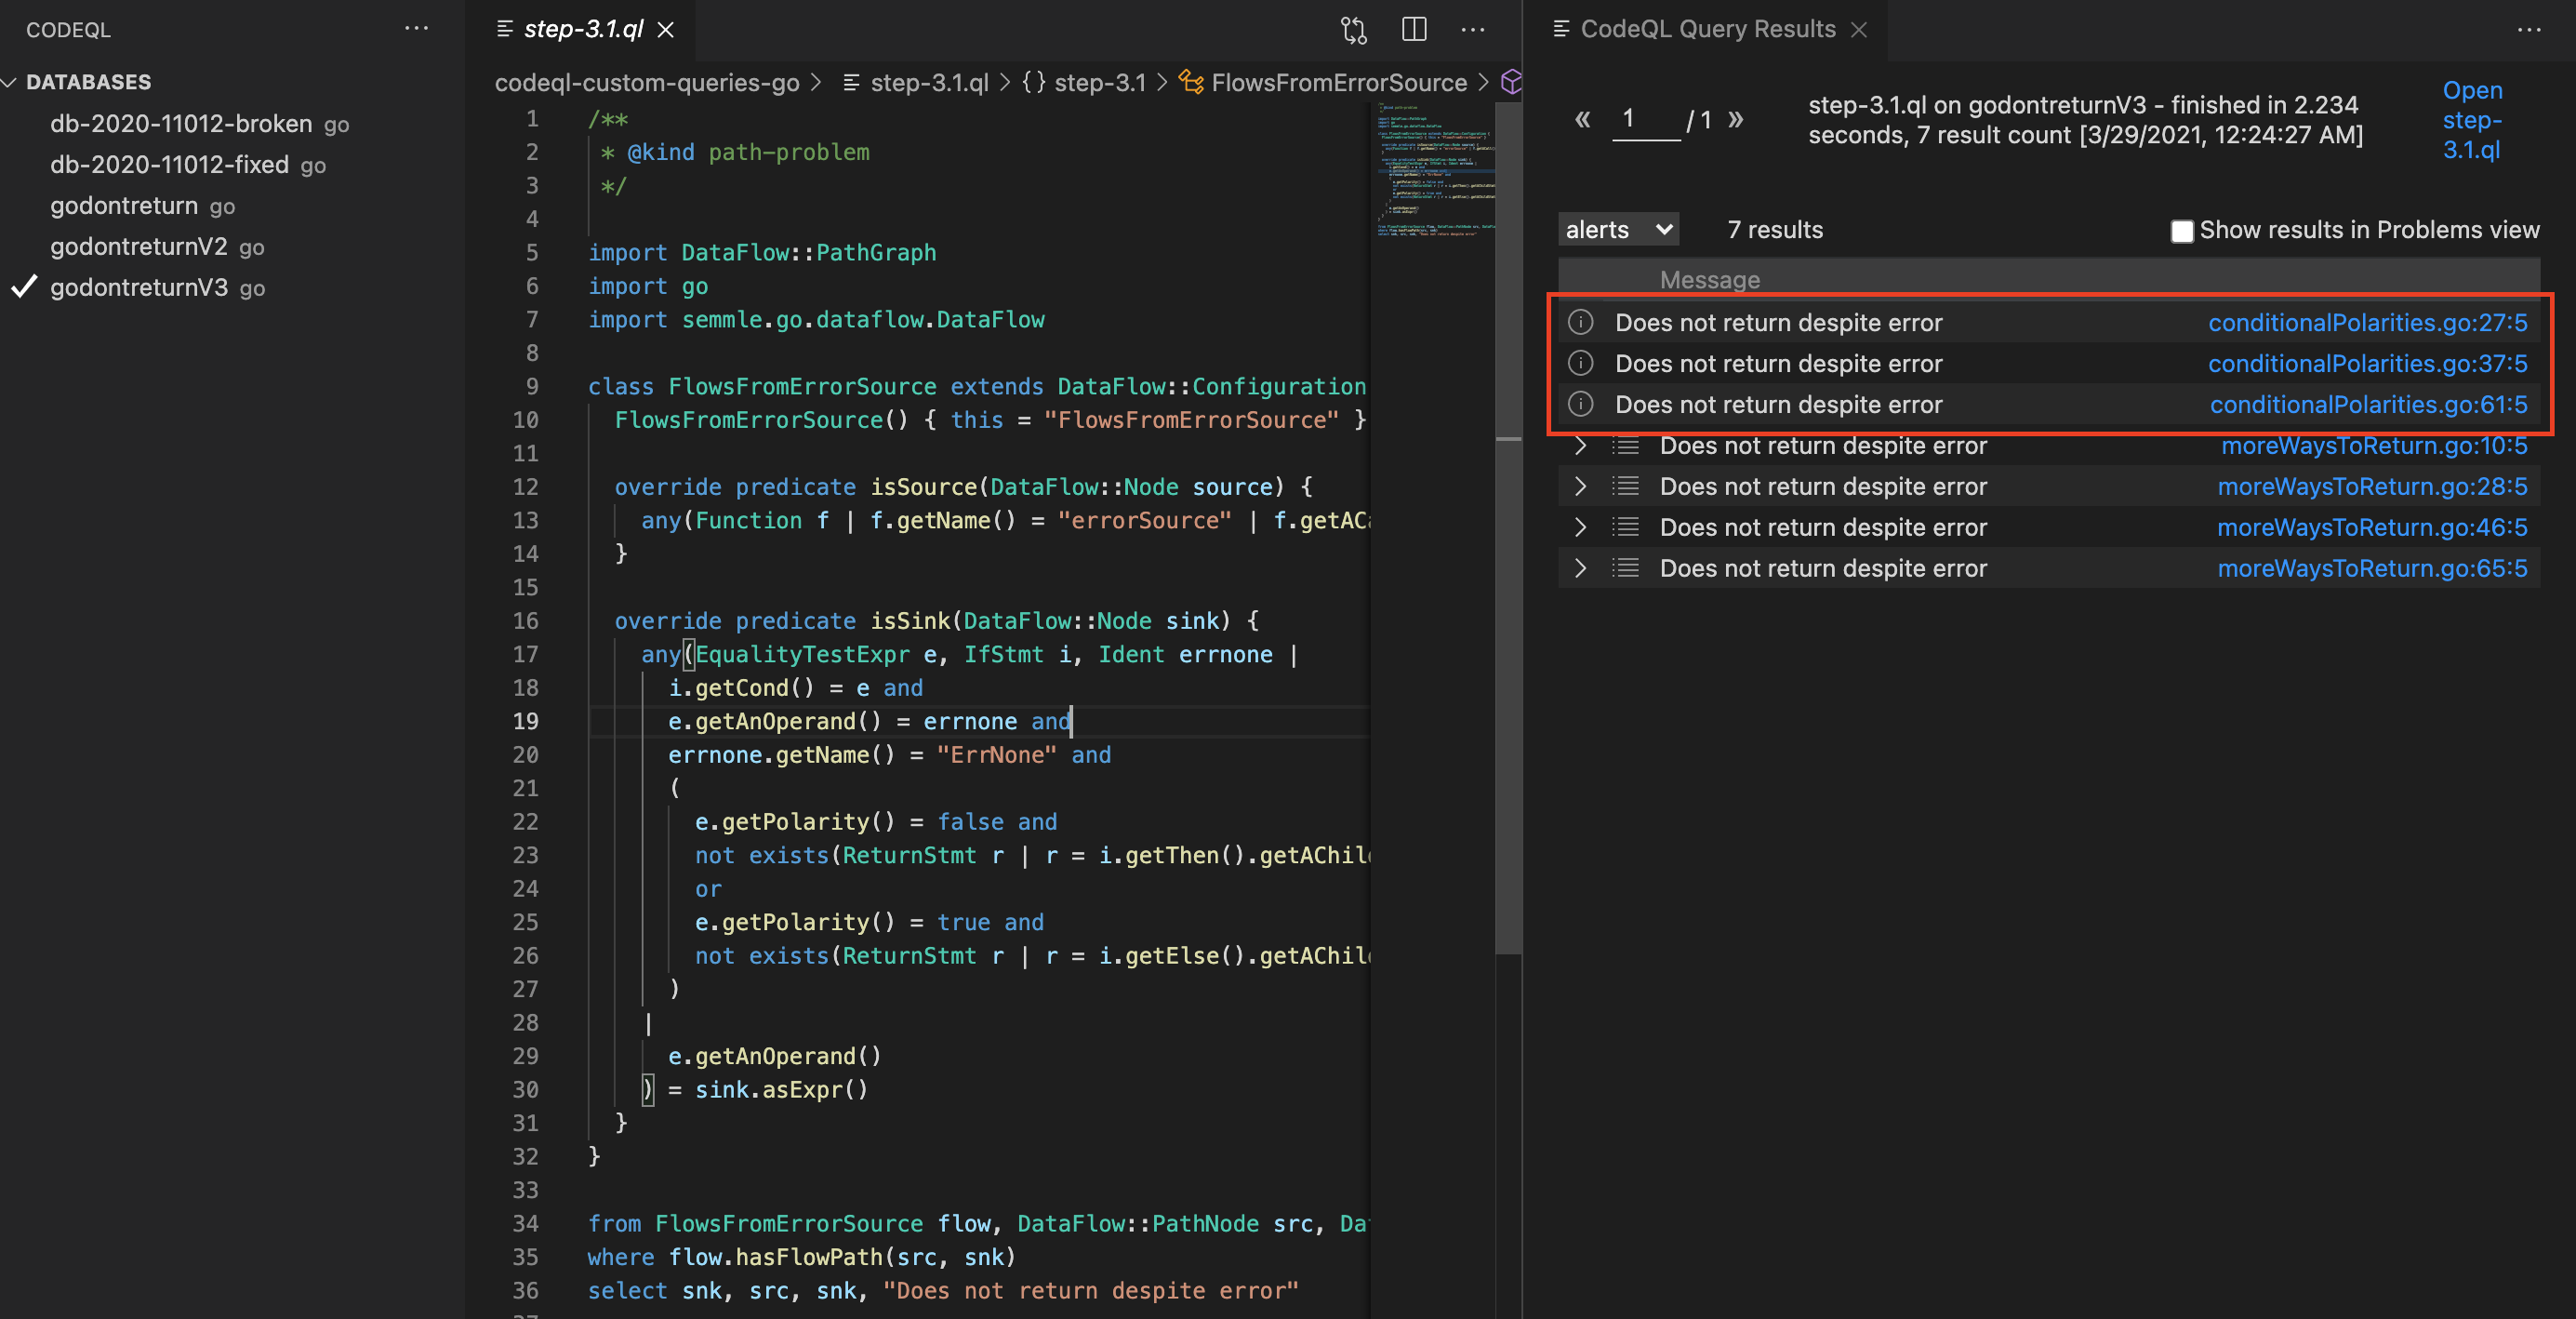 CODEQL
DATABASES
db-2020-11012-broken go
db-2020-11012-fixed go
godontreturn go
godontreturnV2 go
godontreturnV3 go
step-3.1.ql
codeql-custom-queries-go > step-3.1.ql > {} step-3.1 > FlowsFromErrorSource >
1 /**
2 * @kind path-problem
3 */
4
5 import DataFlow::PathGraph
6 import go
7 import semmle.go.dataflow.DataFlow
8
9 class FlowsFromErrorSource extends DataFlow::Configuration
10 FlowsFromErrorSource() { this = "FlowsFromErrorSource" }
11
12 override predicate isSource(DataFlow::Node source) {
13 any(Function f | f.getName() = "errorSource" | f.getACa
14 }
15
16 override predicate isSink(DataFlow::Node sink) {
17 any(EqualityTestExpr e, IfStmt i, Ident errnone |
18 i.getCond() = e and
19 e.getAnOperand() = errnone and
20 errnone.getName() = "ErrNone" and
21 (
22 e.getPolarity() = false and
23 not exists(ReturnStmt r | r = i.getThen().getAChil
24 or
25 e.getPolarity() = true and
26 not exists(ReturnStmt r | r = i.getElse().getAChil
27 )
28 |
29 e.getAnOperand()
30 ) = sink.asExpr()
31 }
32 }
33
34 from FlowsFromErrorSource flow, DataFlow::PathNode src, Da
35 where flow.hasFlowPath(src, snk)
36 select snk, src, snk, "Does not return despite error"
CodeQL Query Results
« 1 / 1 »
step-3.1.ql on godontreturnV3 - finished in 2.234
seconds, 7 result count [3/29/2021, 12:24:27 AM]
Open
step-
3.1.ql
alerts 7 results Show results in Problems view
Message
Does not return despite error conditionalPolarities.go:27:5
Does not return despite error conditionalPolarities.go:37:5
Does not return despite error conditionalPolarities.go:61:5
Does not return despite error moreWaysToReturn.go:10:5
Does not return despite error moreWaysToReturn.go:28:5
Does not return despite error moreWaysToReturn.go:46:5
Does not return despite error moreWaysToReturn.go:65:5